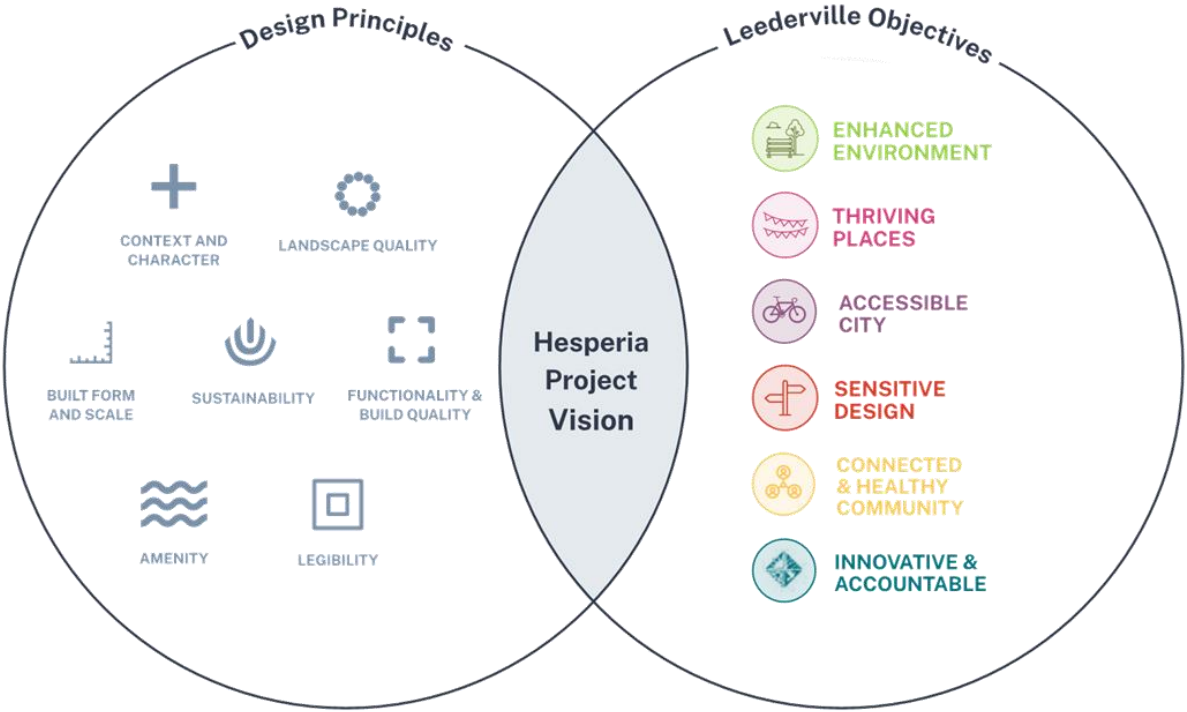 Design Principles
CONTEXT AND
CHARACTER
LANDSCAPE QUALITY
BUILT FORM
AND SCALE
SUSTAINABILITY
FUNCTIONALITY &
BUILD QUALITY
AMENITY
LEGIBILITY
Hesperia
Project
Vision
Leederville Objectives
ENHANCED
ENVIRONMENT
THRIVING
PLACES
ACCESSIBLE
CITY
SENSITIVE
DESIGN
CONNECTED
& HEALTHY
COMMUNITY
INNOVATIVE &
ACCOUNTABLE